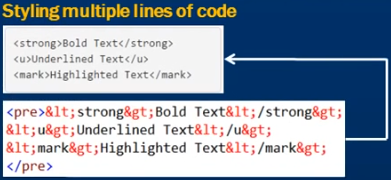 Styling multiple lines of code
<strong>Bold Text</strong>
<u>Underlined Text</u>
<mark>Highlighted Text</mark>
<pre>&lt;strong&gt;Bold Text&lt;/strong&gt;
&lt;u&gt;Underlined Text&lt;/u&gt;
&lt;mark&gt;Highlighted Text&lt;/mark&gt;
</pre>